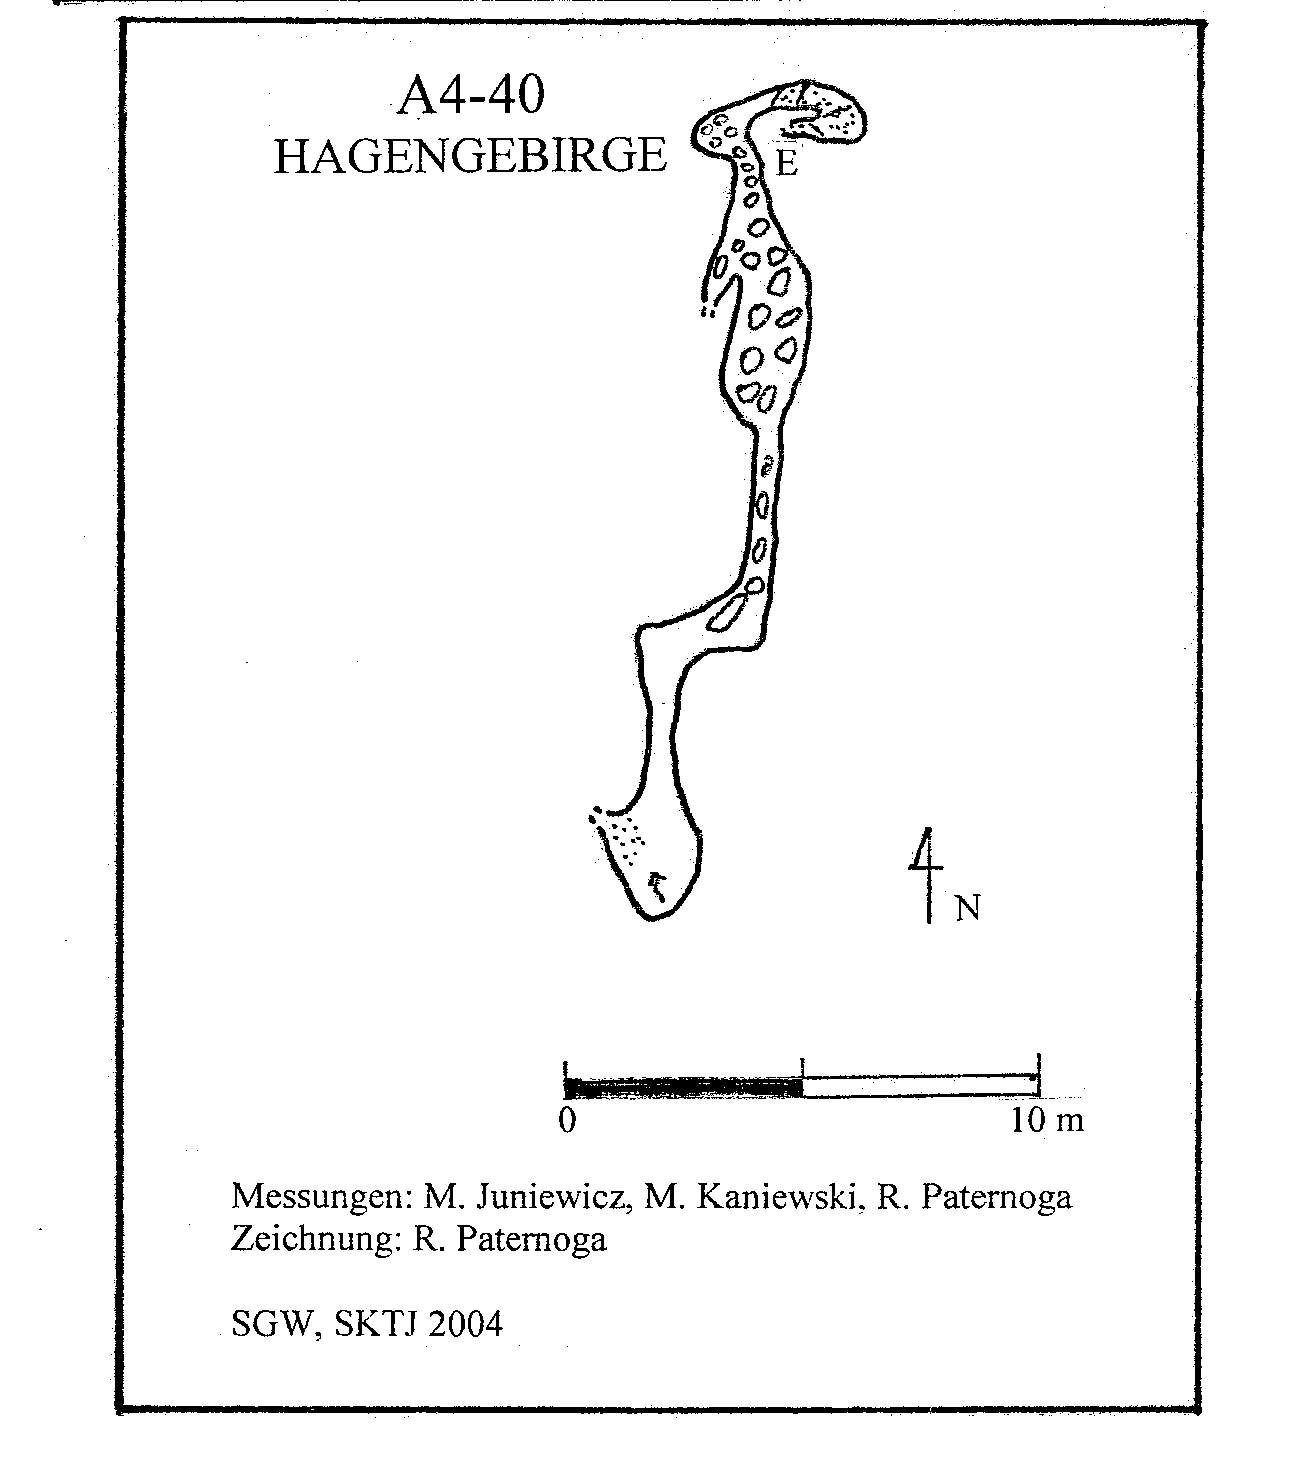 A4-40
HAGENGEBIRGE
E
N
0 10 m
Messungen: M. Juniewicz, M. Kaniewski, R. Paternoga
Zeichnung: R. Paternoga
SGW, SKTJ 2004